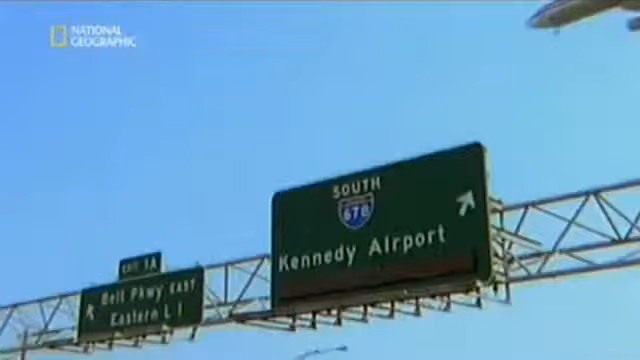 NATIONAL
GEOGRAPHIC
SOUTH
678
Kennedy Airport
EXIT 1A
Belt Pkwy EAST
Eastern L I